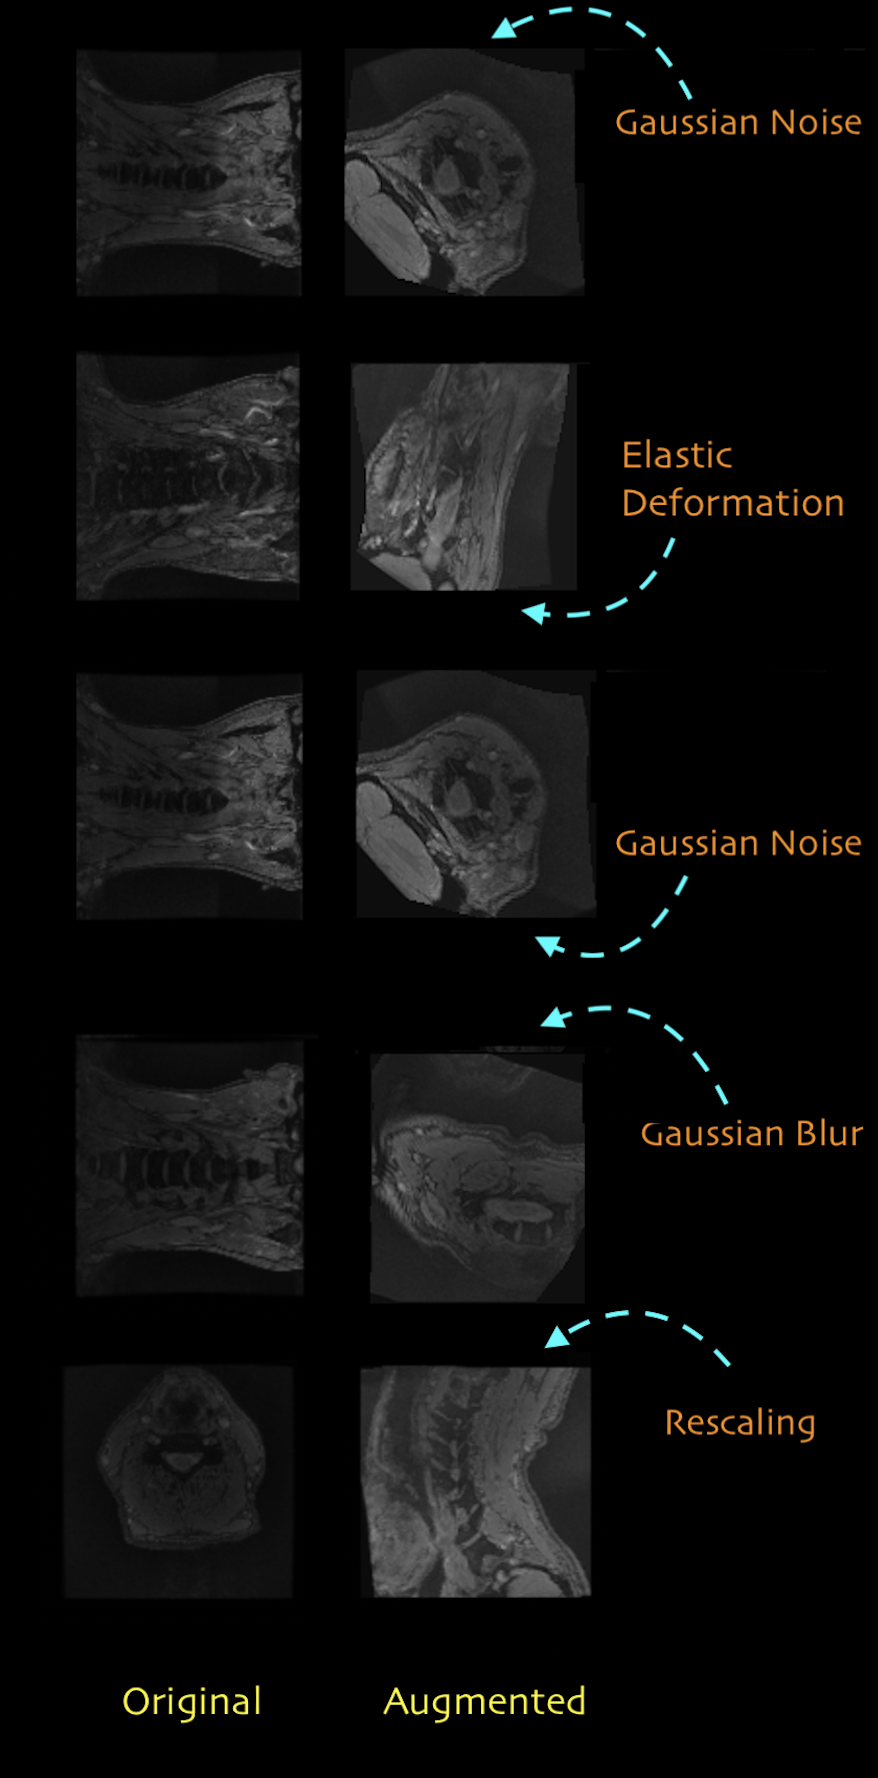 Gaussian Noise
Elastic
Deformation
Gaussian Noise
Gaussian Blur
Rescaling
Original
Augmented